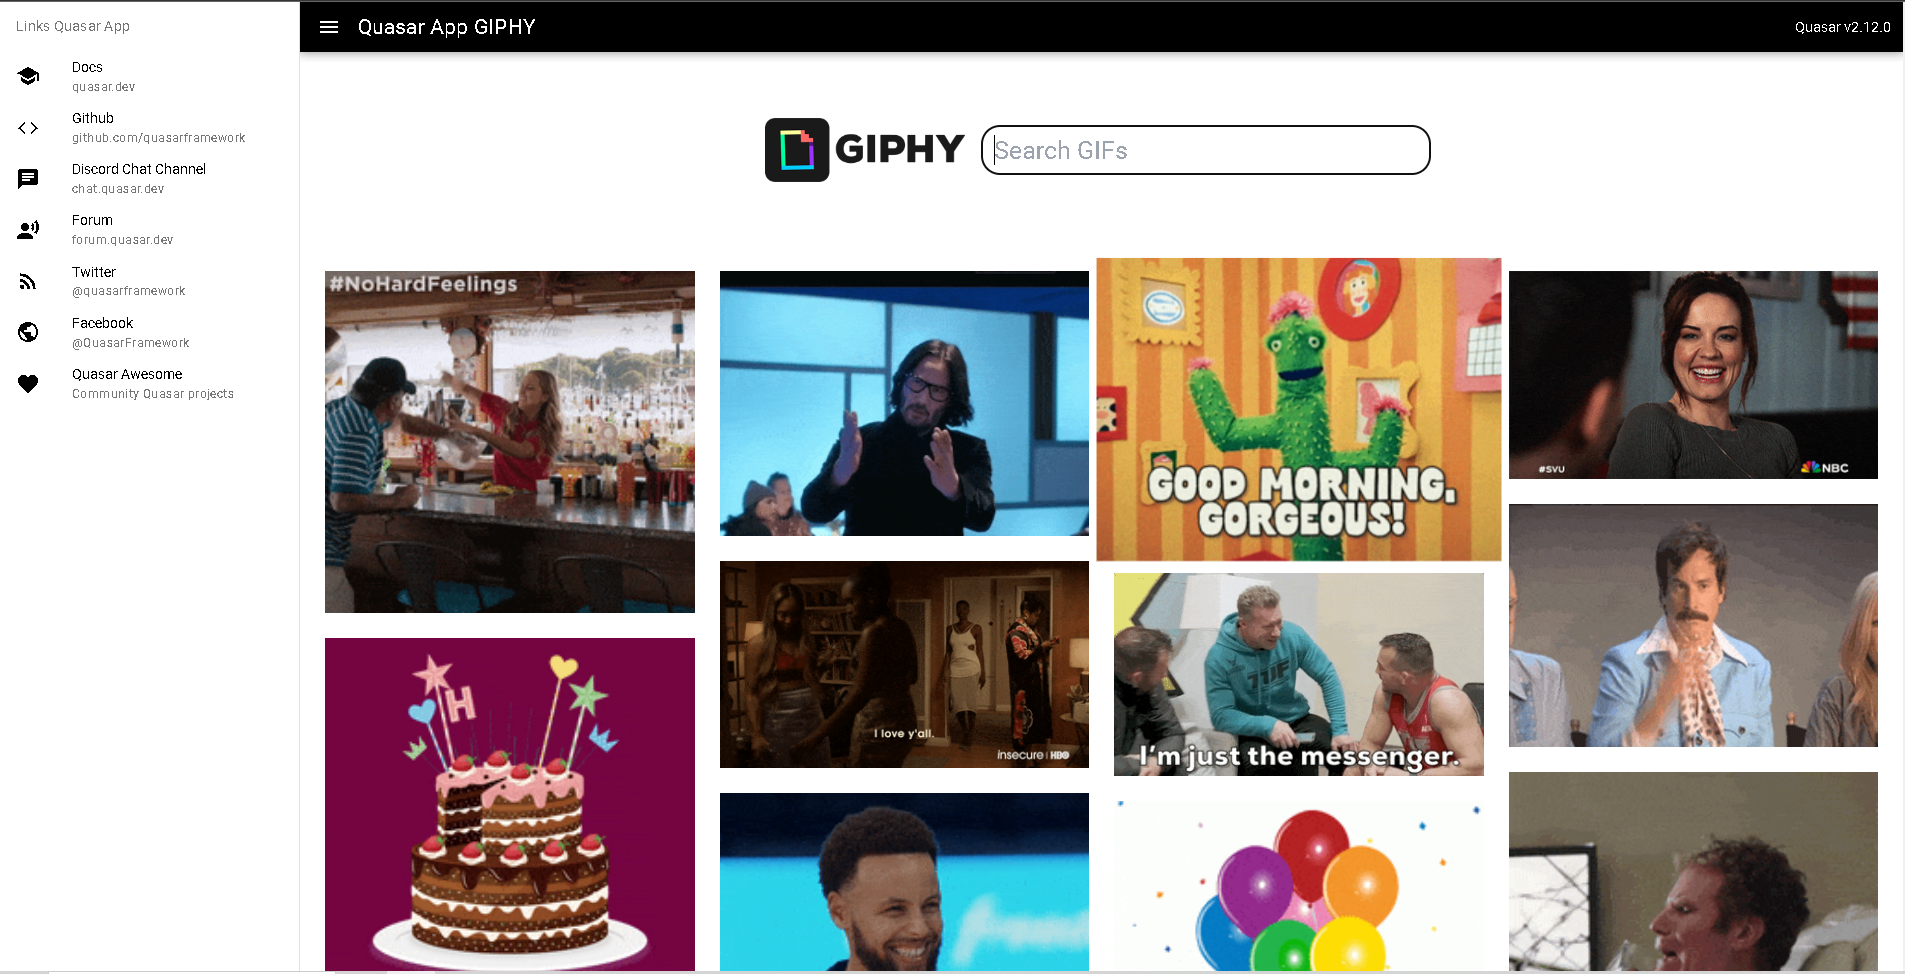 Links Quasar App
Docs
quasar.dev
Github
github.com/quasarframework
Discord Chat Channel
chat.quasar.dev
Forum
forum.quasar.dev
Twitter
@quasarframework
Facebook
@QuasarFramework
Quasar Awesome
Community Quasar projects
Quasar App GIPHY
Quasar v2.12.0
GIPHY
Search GIFs
#NoHardFeelings
GOOD MORNING,
GORGEOUS!
#SVU
NBC
I love y'all.
insecure | HBO
I'm just the messenger.
H